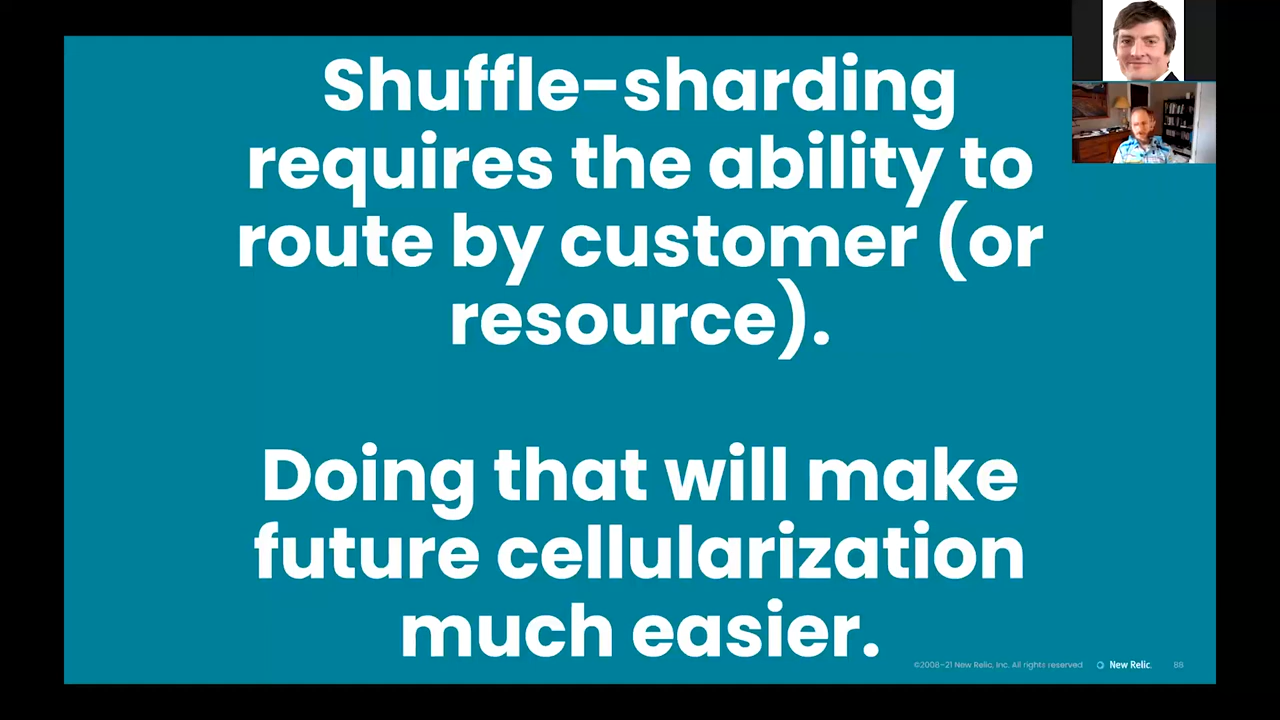 Shuffle-sharding
requires the ability to
route by customer (or
resource).
Doing that will make
future cellularization
much easier.
©2008–21 New Relic, Inc. All rights reserved
New Relic.
88